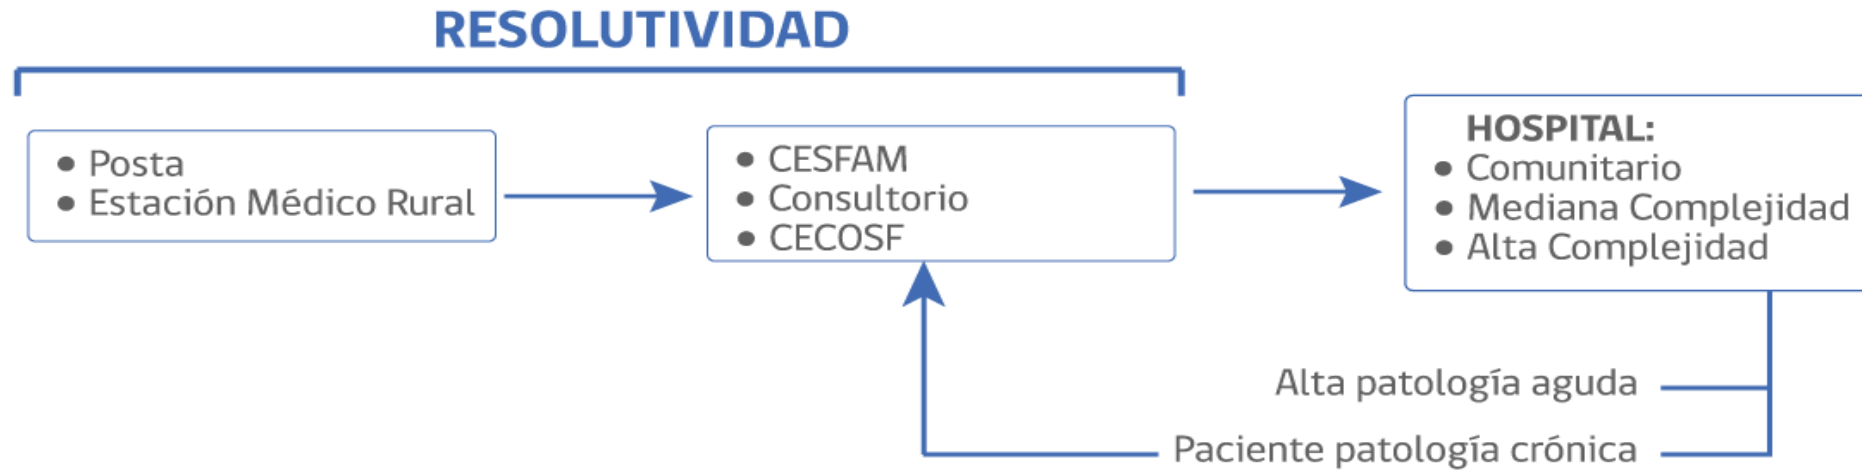 RESOLUTIVIDAD
• Posta
• Estación Médico Rural
• CESFAM
• Consultorio
• CECOSF
HOSPITAL:
• Comunitario
• Mediana Complejidad
• Alta Complejidad
Alta patología aguda
Paciente patología crónica